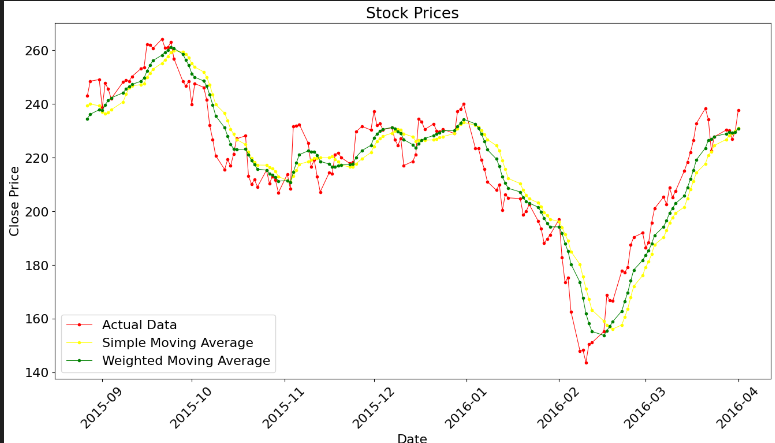 Stock Prices
260
240
220
200
180
160
140
Close Price
Actual Data
Simple Moving Average
Weighted Moving Average
2015-09
2015-10
2015-11
2015-12
2016-01
2016-02
2016-03
2016-04
Date